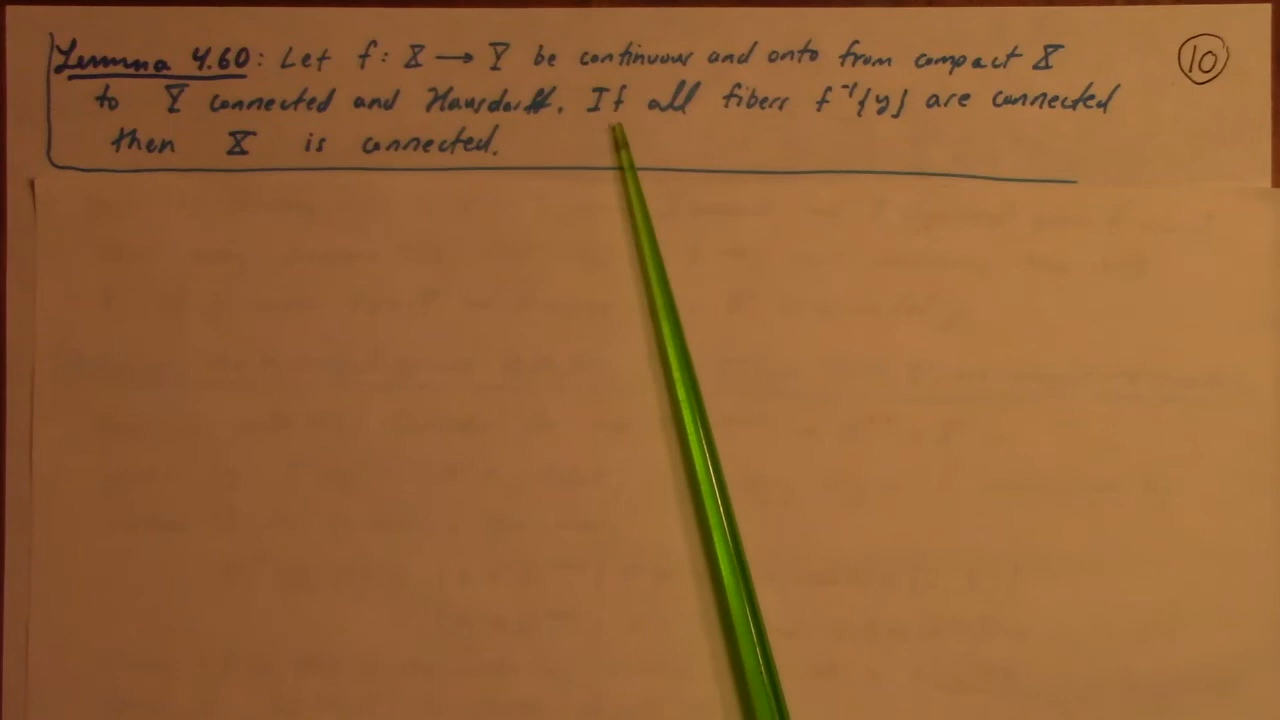 Lemma 4.60: Let f: X → Y be continuous and onto from compact X
to Y connected and Hausdorff. If all fibers f⁻¹{y} are connected
then X is connected.
10